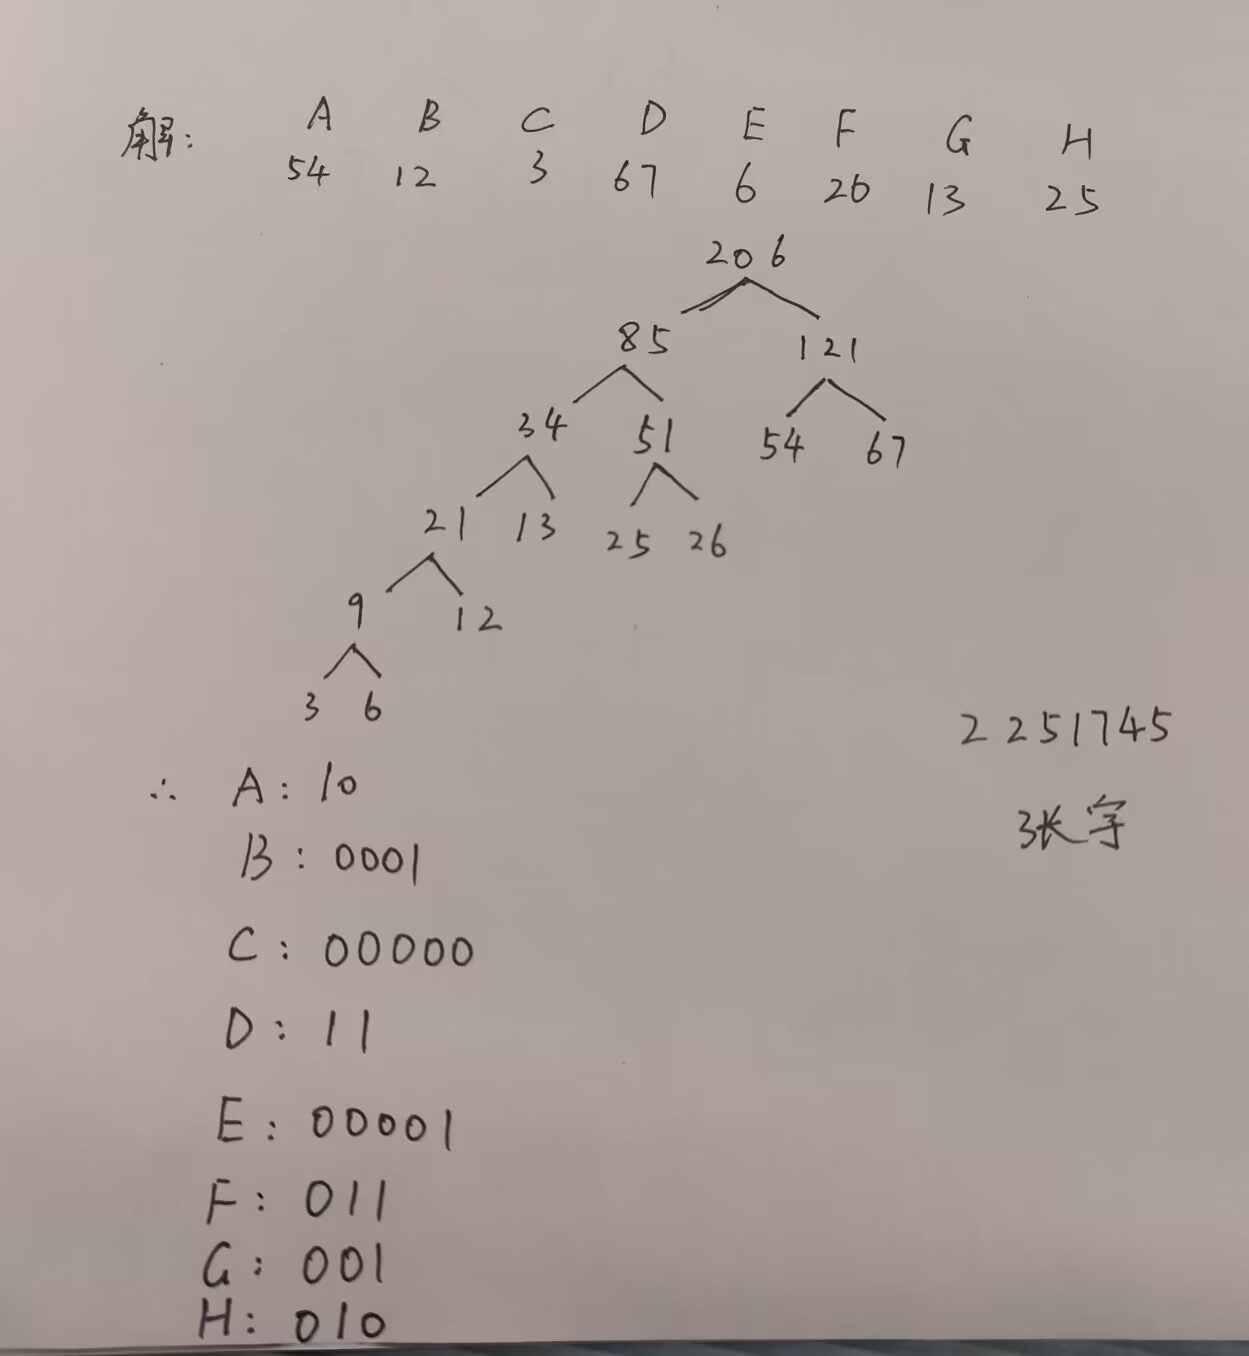 解: A B C D E F G H
54 12 3 67 6 26 13 25
206
85 121
34 51 54 67
21 13 25 26
9 12
3 6
2251745
∴ A: 10
张宇
B: 0001
C: 00000
D: 11
E: 00001
F: 011
G: 001
H: 010